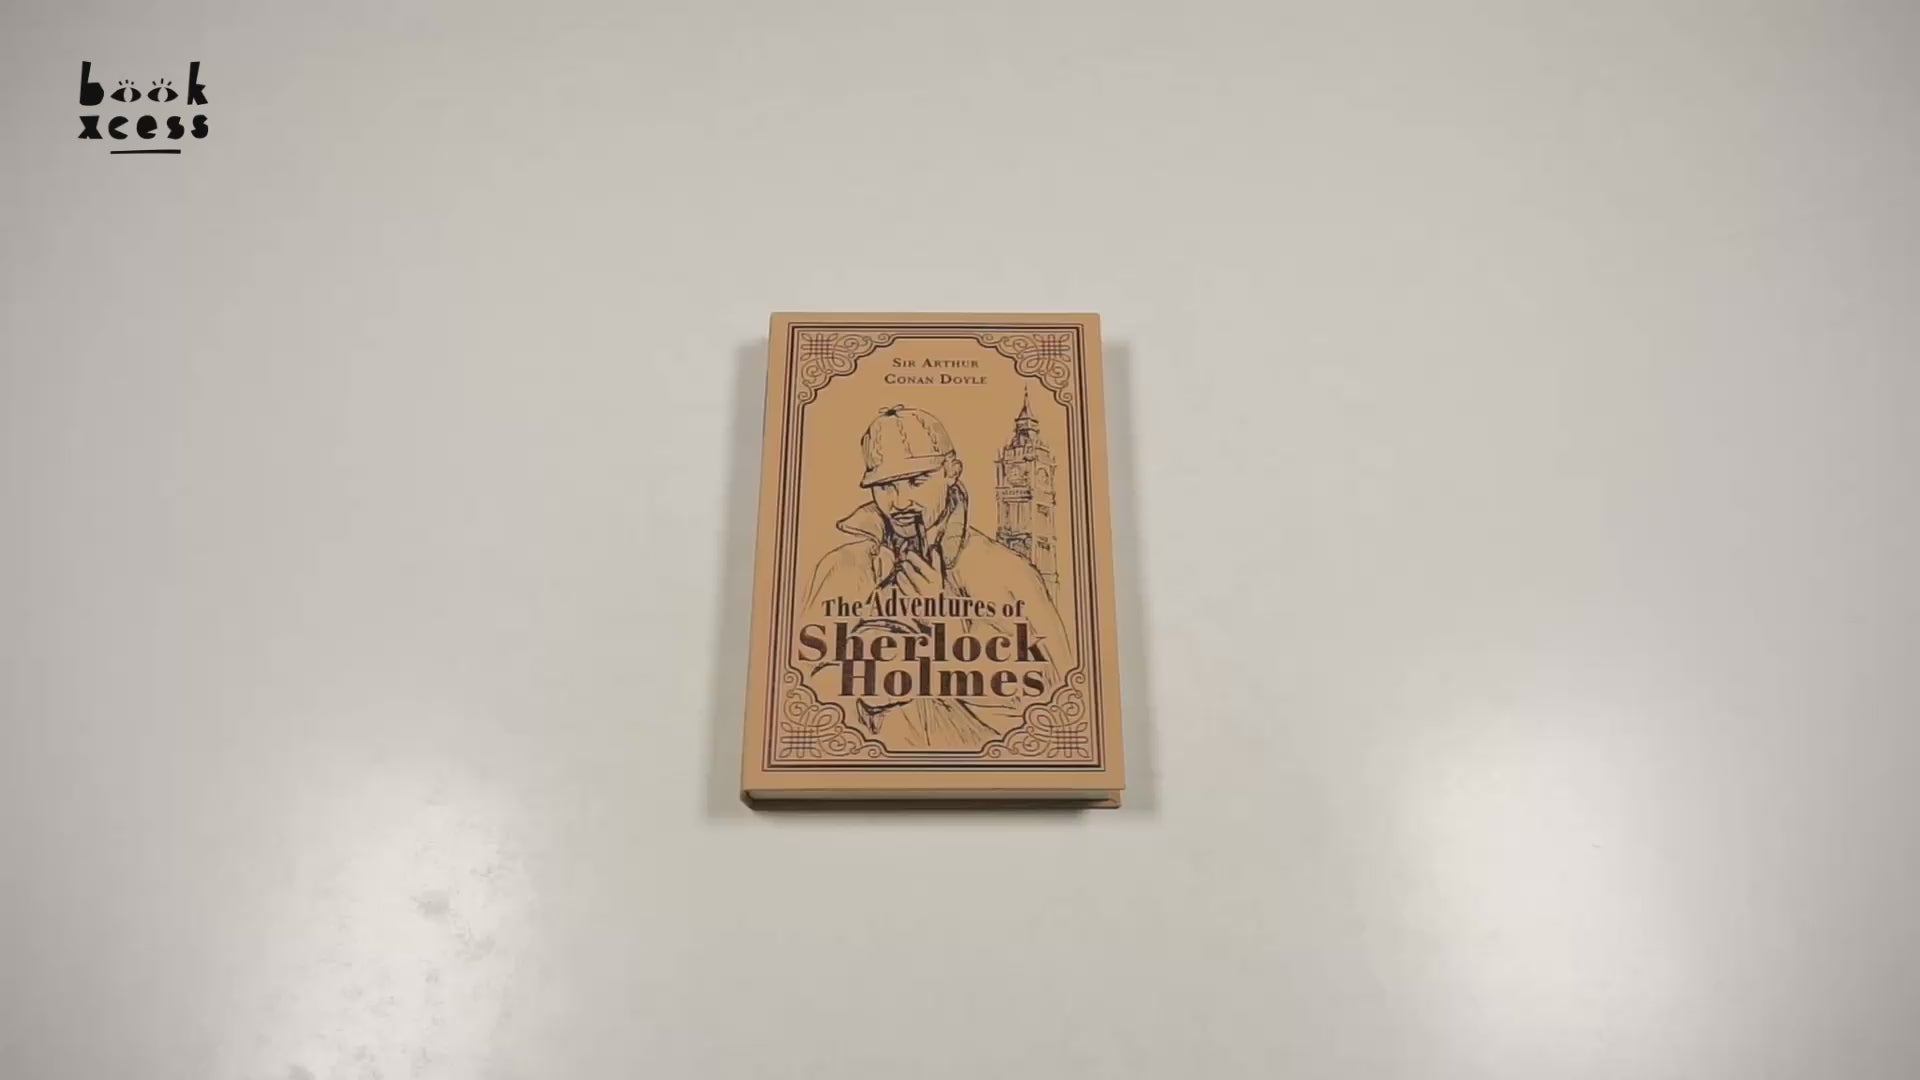 book
xcess
Sir Arthur
Conan Doyle
The Adventures of
Sherlock
Holmes